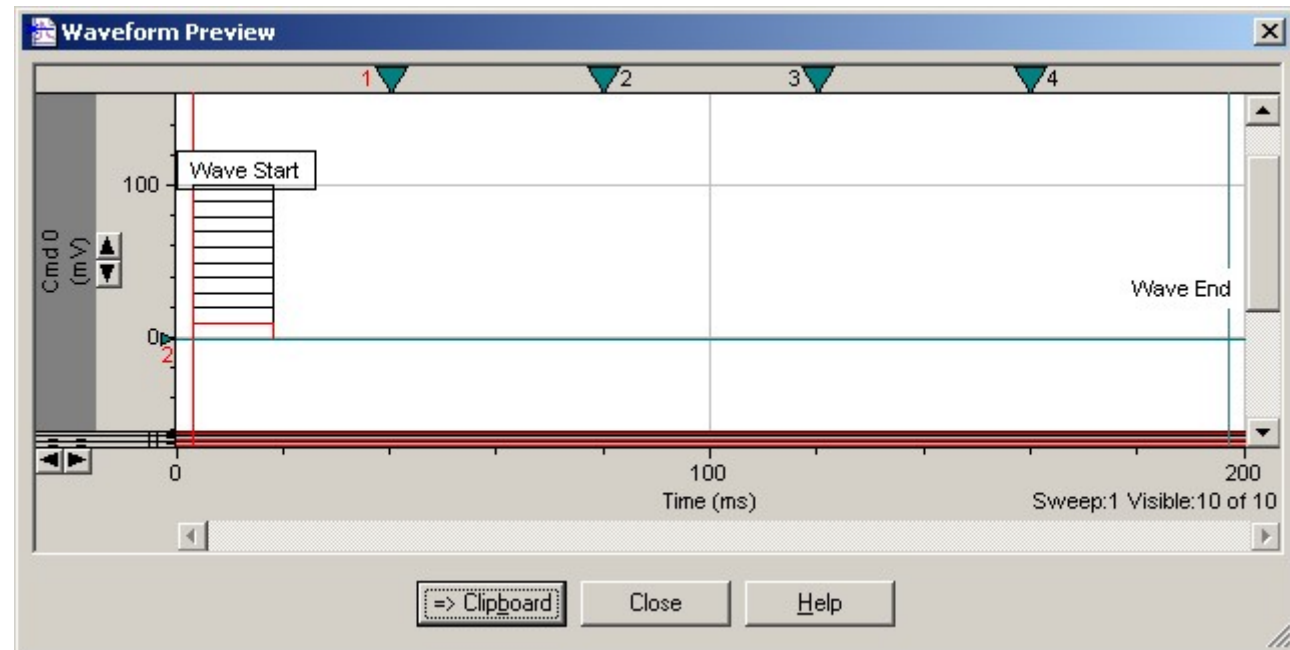 Waveform Preview
1 2 3 4
Wave Start
100
Cmd 0
(mV)
Wave End
0
2
0 100 200
Time (ms)
Sweep:1 Visible:10 of 10
=> Clipboard Close Help